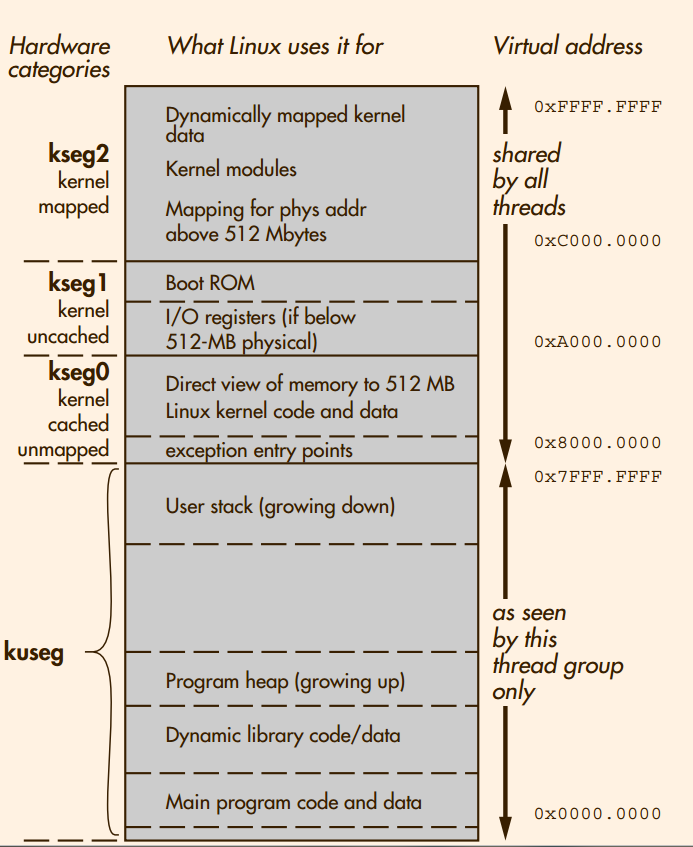 Hardware
categories
What Linux uses it for
Virtual address
kseg2
kernel
mapped
Dynamically mapped kernel
data
Kernel modules
Mapping for phys addr
above 512 Mbytes
0xFFFF.FFFF
shared
by all
threads
0xC000.0000
kseg1
kernel
uncached
Boot ROM
I/O registers (if below
512-MB physical)
0xA000.0000
kseg0
kernel
cached
unmapped
Direct view of memory to 512 MB
Linux kernel code and data
exception entry points
0x8000.0000
0x7FFF.FFFF
kuseg
User stack (growing down)
Program heap (growing up)
Dynamic library code/data
Main program code and data
as seen
by this
thread group
only
0x0000.0000